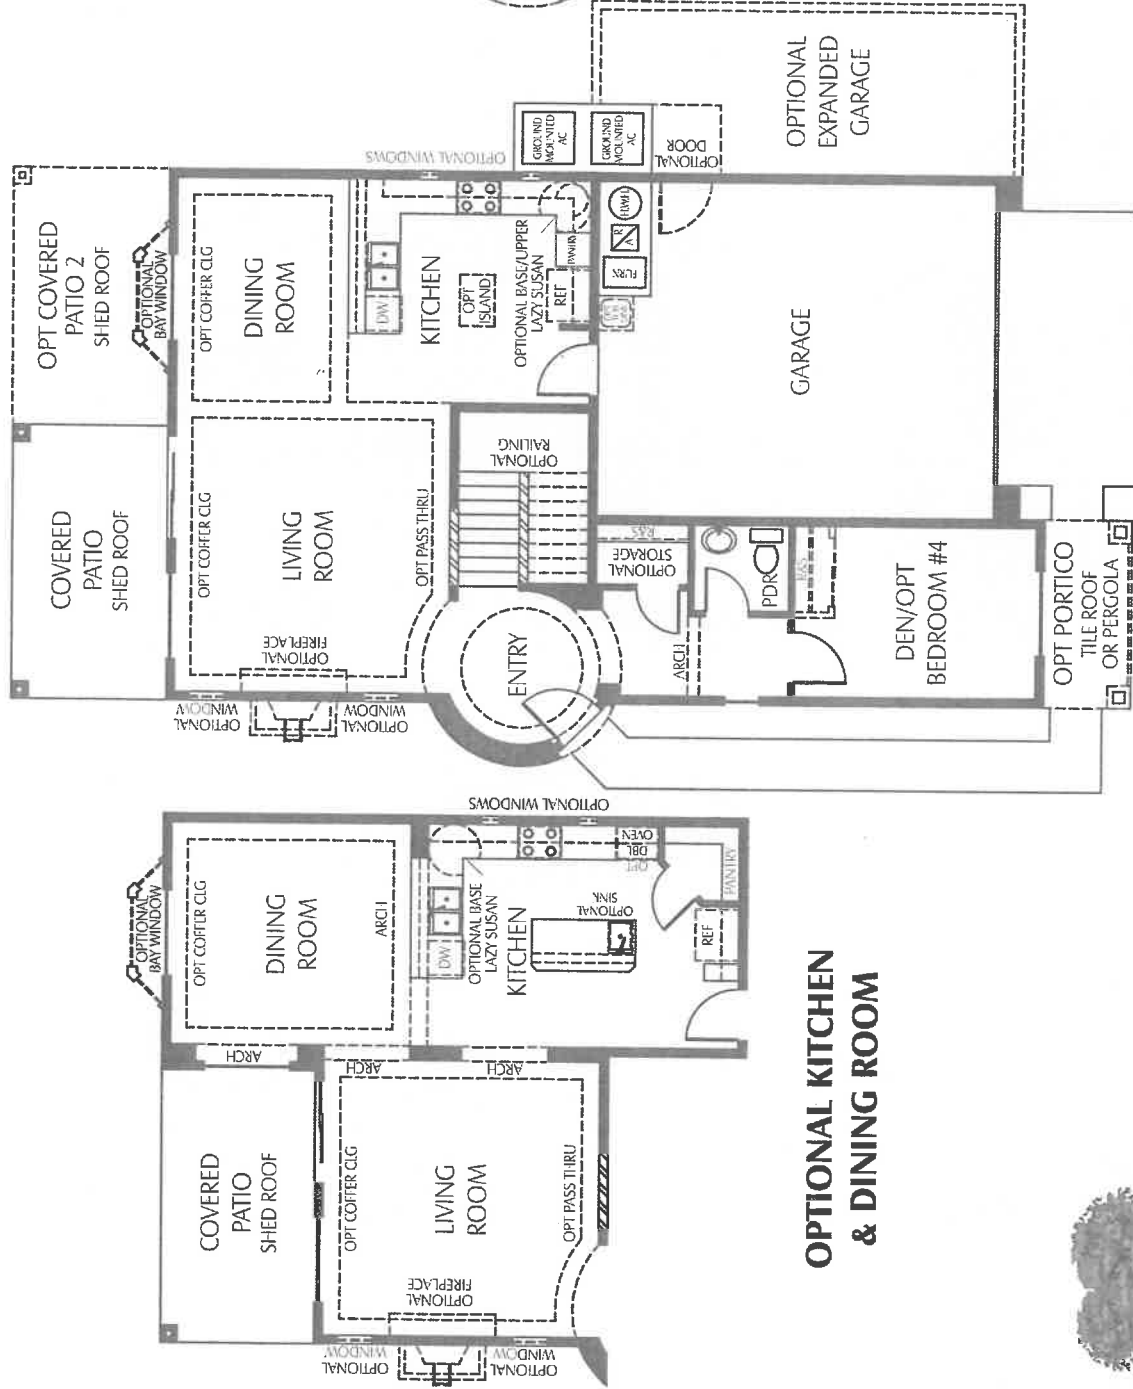 OPTIONAL
EXPANDED
GARAGE
GROUND
MOUNTED
AC
GROUND
MOUNTED
AC
OPTIONAL
DOOR
OPTIONAL WINDOWS
OPT COVERED
PATIO 2
SHED ROOF
OPTIONAL
BAY WINDOW
OPT COFFER CLG
DINING
ROOM
DW
KITCHEN
OPT
ISLAND
OPTIONAL BASE/UPPER
LAZY SUSAN
REF
PANTRY
FURN
GARAGE
COVERED
PATIO
SHED ROOF
OPT COFFER CLG
LIVING
ROOM
OPT PASS THRU
OPTIONAL
FIREPLACE
OPTIONAL
WINDOW
OPTIONAL
WINDOW
OPTIONAL
RAILING
ENTRY
OPTIONAL
STORAGE
R&S
ARCH
PDR
R&S
DEN/OPT
BEDROOM #4
OPT PORTICO
TILE ROOF
OR PERGOLA
OPTIONAL
BAY WINDOW
OPT COFFER CLG
DINING
ROOM
ARCH
OPTIONAL WINDOWS
DW
OPTIONAL BASE
LAZY SUSAN
KITCHEN
OPTIONAL
SINK
OPT
DBL
OVEN
PANTRY
REF
ARCH
ARCH
ARCH
COVERED
PATIO
SHED ROOF
OPT COFFER CLG
LIVING
ROOM
OPT PASS THRU
OPTIONAL
FIREPLACE
OPTIONAL
WINDOW
OPTIONAL
WINDOW
OPTIONAL KITCHEN
& DINING ROOM